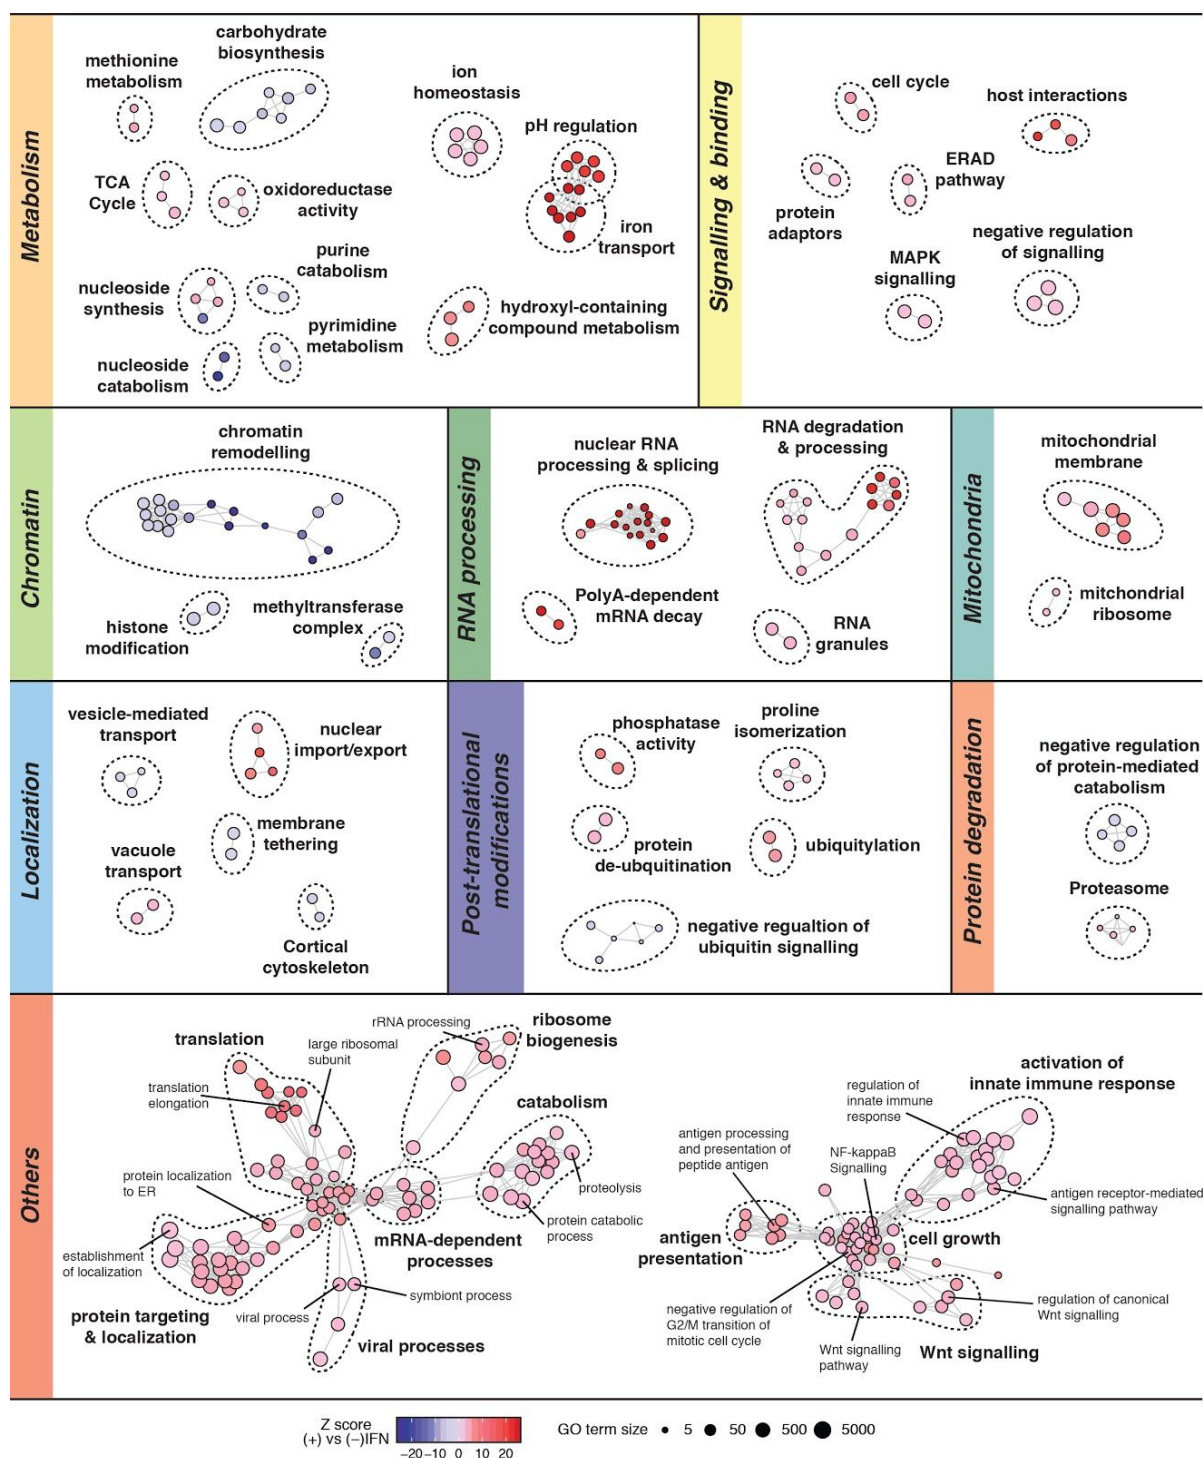 Metabolism
methionine
metabolism
carbohydrate
biosynthesis
ion
homeostasis
pH regulation
TCA
Cycle
oxidoreductase
activity
iron
transport
purine
catabolism
nucleoside
synthesis
pyrimidine
metabolism
hydroxyl-containing
compound metabolism
nucleoside
catabolism
Signalling & binding
cell cycle
host interactions
ERAD
pathway
protein
adaptors
MAPK
signalling
negative regulation
of signalling
Chromatin
chromatin
remodelling
histone
modification
methyltransferase
complex
RNA processing
nuclear RNA
processing & splicing
RNA degradation
& processing
PolyA-dependent
mRNA decay
RNA
granules
Mitochondria
mitochondrial
membrane
mitchondrial
ribosome
Localization
vesicle-mediated
transport
nuclear
import/export
membrane
tethering
vacuole
transport
Cortical
cytoskeleton
Post-translational
modifications
phosphatase
activity
proline
isomerization
protein
de-ubquitination
ubiquitylation
negative regualtion of
ubiquitin signalling
Protein degradation
negative regulation
of protein-mediated
catabolism
Proteasome
Others
translation
large ribosomal
subunit
translation
elongation
rRNA processing
ribosome
biogenesis
catabolism
proteolysis
protein catabolic
process
protein localization
to ER
mRNA-dependent
processes
establishment
of localization
protein targeting
& localization
viral process
symbiont process
viral processes
activation of
innate immune response
regulation of
innate immune
response
antigen processing
and presentation of
peptide antigen
NF-kappaB
Signalling
antigen receptor-mediated
signalling pathway
antigen
presentation
cell growth
negative regulation of
G2/M transition of
mitotic cell cycle
Wnt signalling
pathway
regulation of canonical
Wnt signalling
Wnt signalling
Z score
(+) vs (−)IFN
−20 −10 0 10 20
GO term size 5 50 500 5000